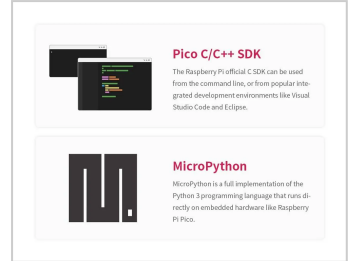 Pico C/C++ SDK
The Raspberry Pi official C SDK can be used
from the command line, or from popular inte-
grated development environments like Visual
Studio Code and Eclipse.
MicroPython
MicroPython is a full implementation of the
Python 3 programming language that runs di-
rectly on embedded hardware like Raspberry
Pi Pico.